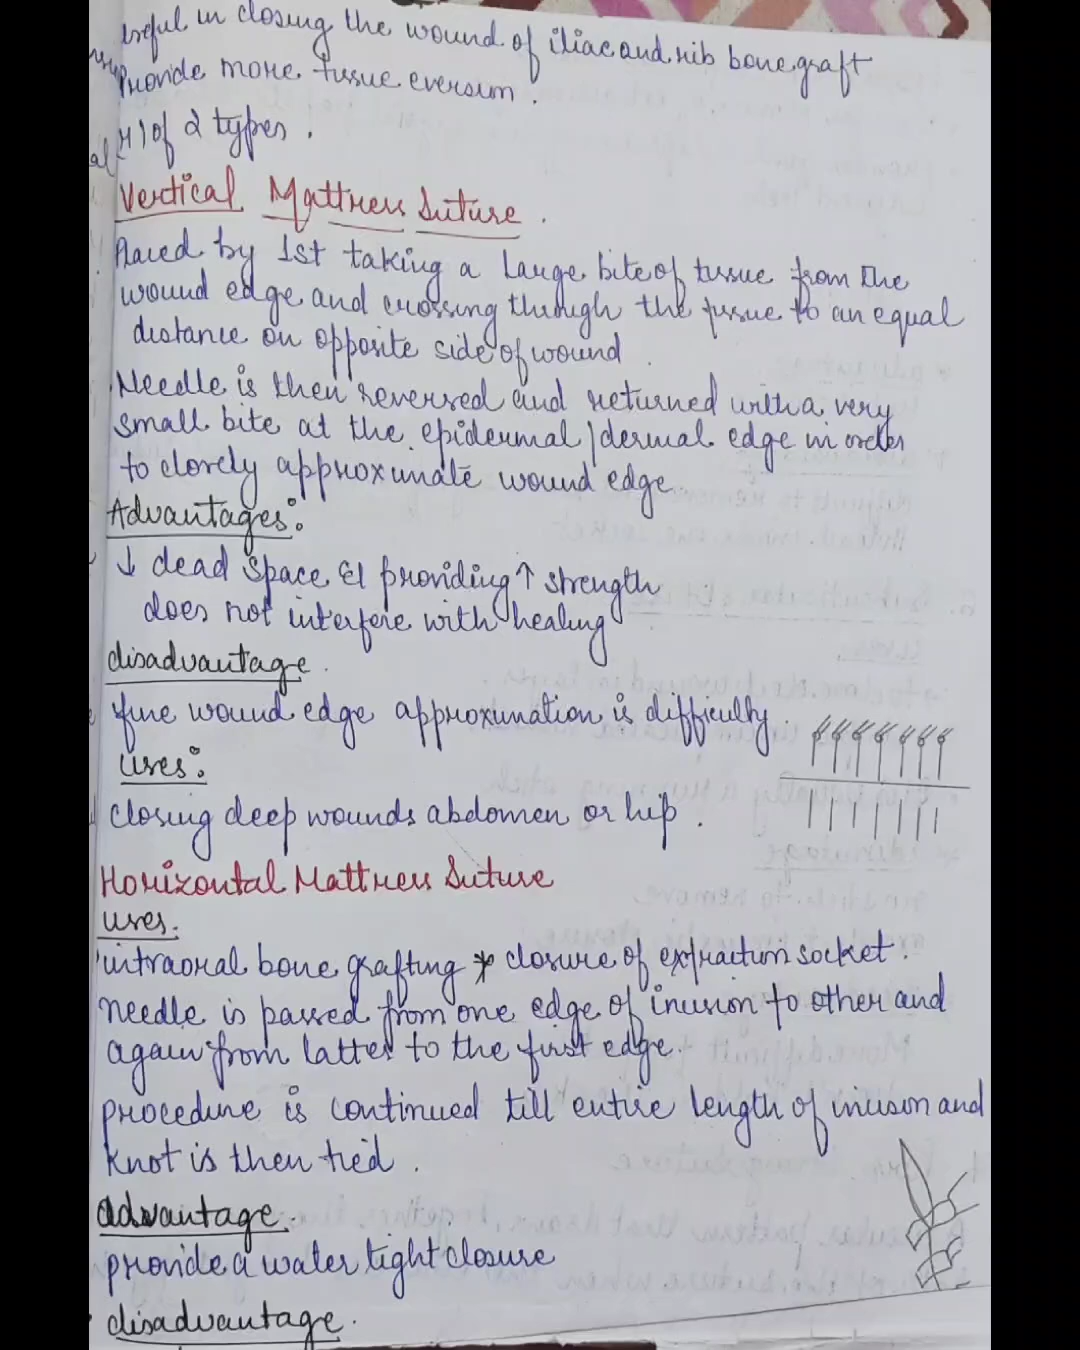 useful in closing the wound of iliac and rib bone graft
Provide more tissue eversion.
of 2 types.
Vertical Mattress Suture.
Placed by 1st taking a large bite of tissue from the
wound edge and crossing through the tissue to an equal
distance on opposite side of wound
Needle is then reversed and returned with a very
small bite at the epidermal/dermal edge in order
to closely approximate wound edge
Advantages:
↓ dead space & providing ↑ strength
does not interfere with healing
disadvantage.
fine wound edge approximation is difficulty.
Uses:
closing deep wounds abdomen or hip.
Horizontal Mattress Suture
uses.
intraoral bone grafting * closure of extraction socket.
needle is passed from one edge of incision to other and
again from latter to the first edge.
procedure is continued till entire length of incision and
knot is then tied.
advantage.
provide a water tight closure
disadvantage.